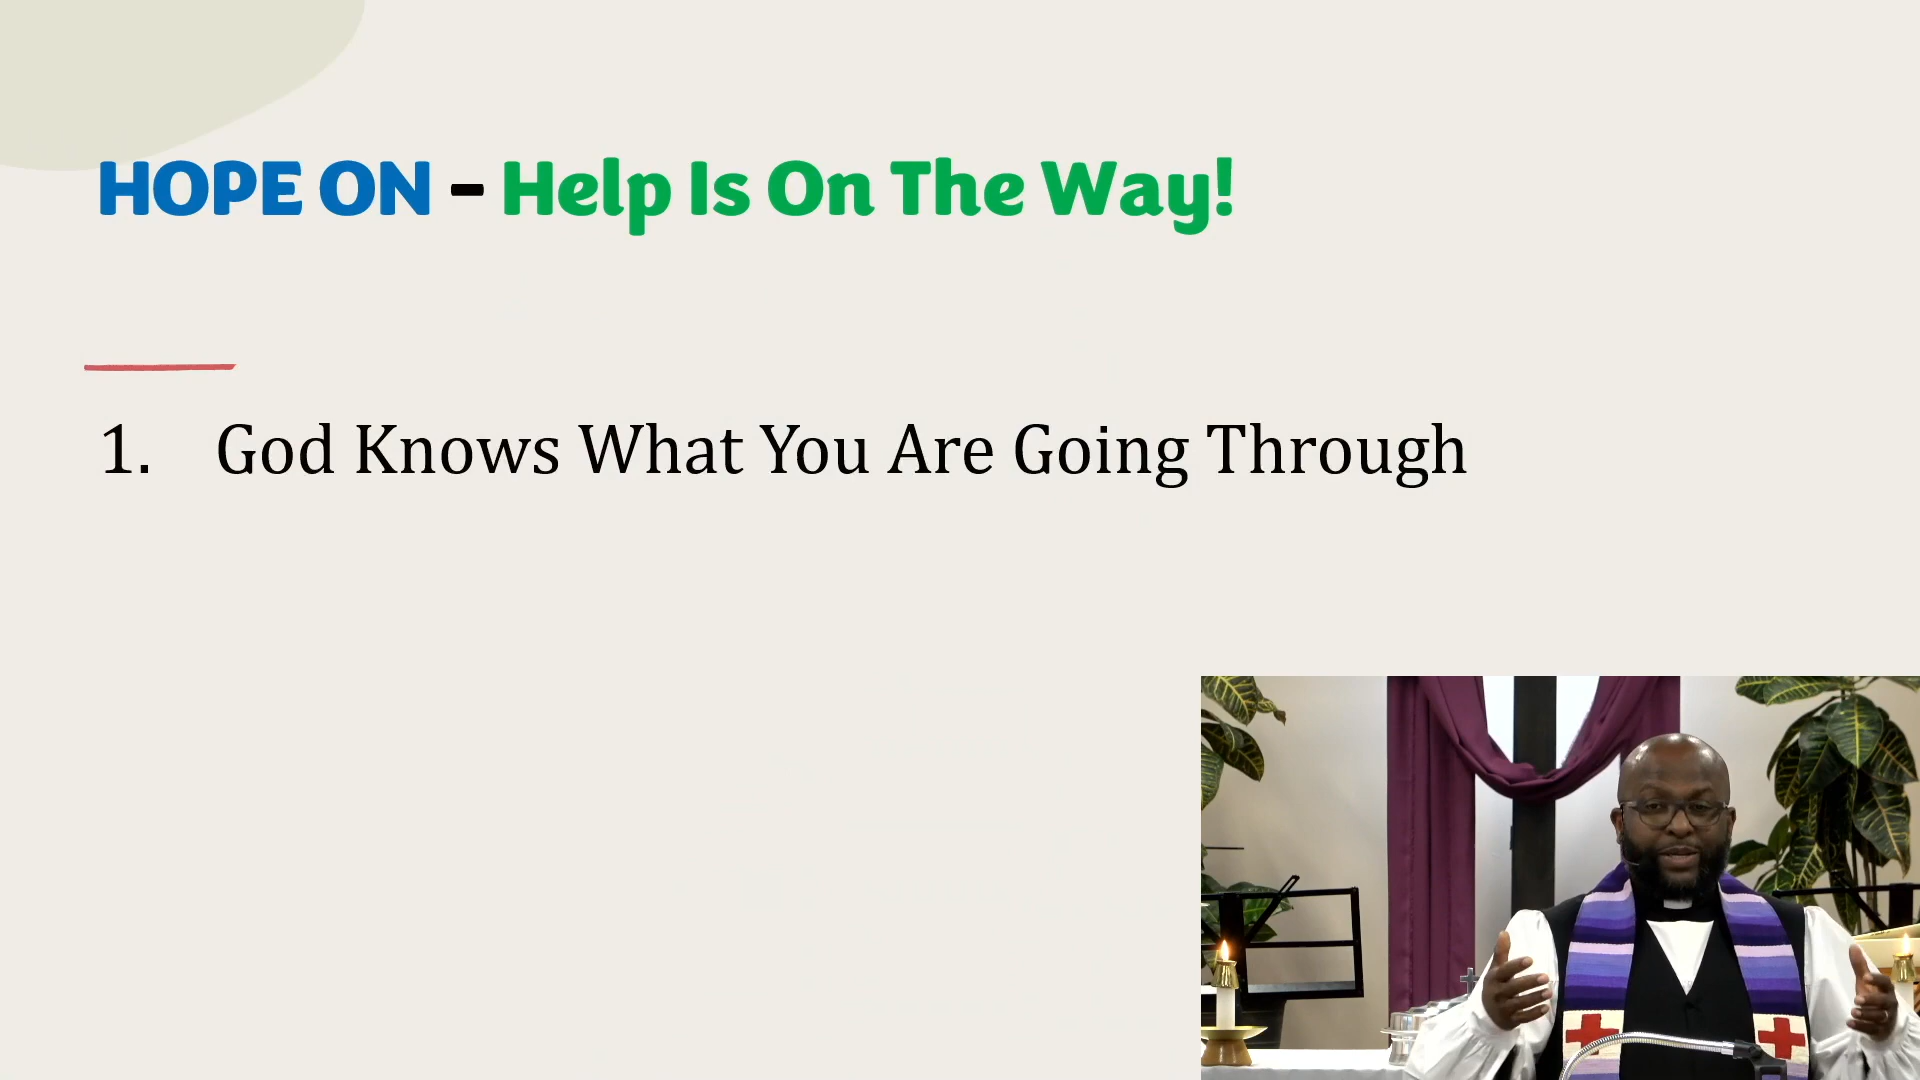 HOPE ON – Help Is On The Way!
1. God Knows What You Are Going Through